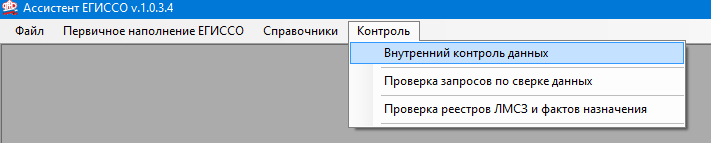 Ассистент ЕГИССО v.1.0.3.4
Файл Первичное наполнение ЕГИССО Справочники Контроль
Внутренний контроль данных
Проверка запросов по сверке данных
Проверка реестров ЛМСЗ и фактов назначения